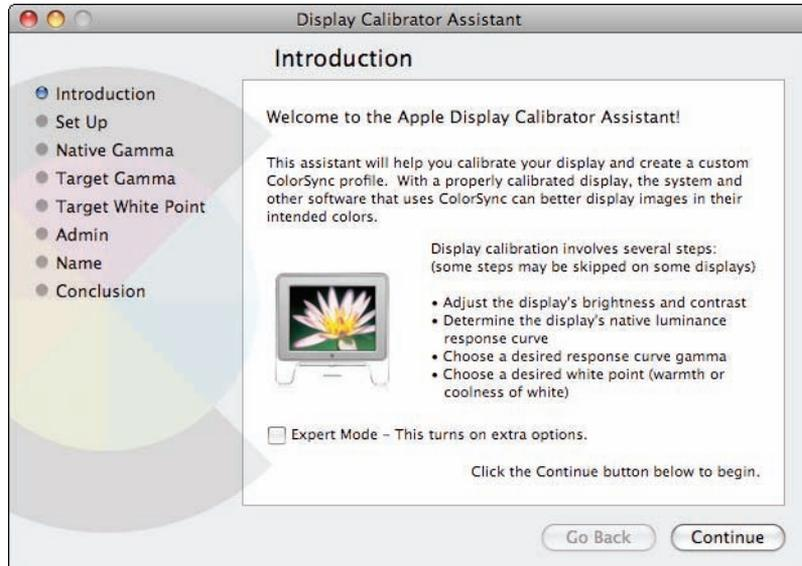 Display Calibrator Assistant
Introduction
Introduction
Set Up
Native Gamma
Target Gamma
Target White Point
Admin
Name
Conclusion
Welcome to the Apple Display Calibrator Assistant!
This assistant will help you calibrate your display and create a custom
ColorSync profile. With a properly calibrated display, the system and
other software that uses ColorSync can better display images in their
intended colors.
Display calibration involves several steps:
(some steps may be skipped on some displays)
• Adjust the display's brightness and contrast
• Determine the display's native luminance
response curve
• Choose a desired response curve gamma
• Choose a desired white point (warmth or
coolness of white)
Expert Mode – This turns on extra options.
Click the Continue button below to begin.
Go Back
Continue